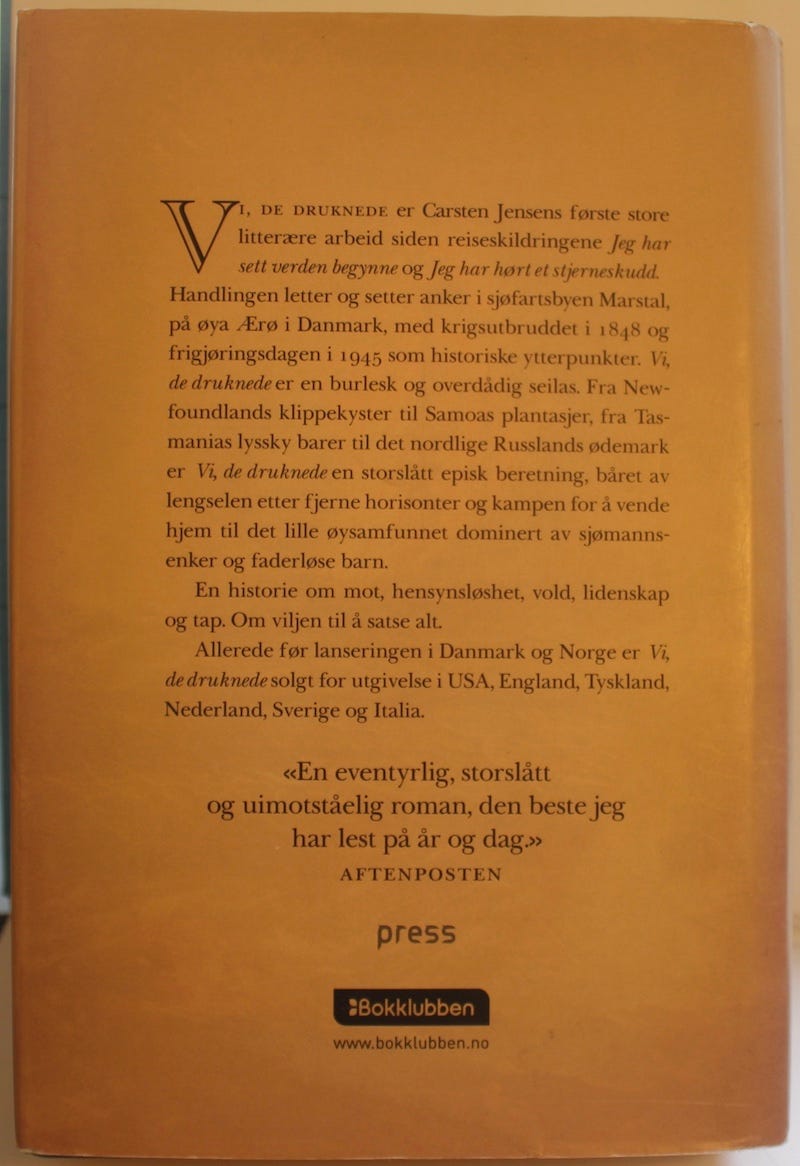 VI, DE DRUKNEDE er Carsten Jensens første store
litterære arbeid siden reiseskildringene Jeg har
sett verden begynne og Jeg har hørt et stjerneskudd.
Handlingen letter og setter anker i sjøfartsbyen Marstal,
på øya Ærø i Danmark, med krigsutbruddet i 1848 og
frigjøringsdagen i 1945 som historiske ytterpunkter. Vi,
de druknede er en burlesk og overdådig seilas. Fra New-
foundlands klippekyster til Samoas plantasjer, fra Tas-
manias lyssky barer til det nordlige Russlands ødemark
er Vi, de druknede en storslått episk beretning, båret av
lengselen etter fjerne horisonter og kampen for å vende
hjem til det lille øysamfunnet dominert av sjømanns-
enker og faderløse barn.
En historie om mot, hensynsløshet, vold, lidenskap
og tap. Om viljen til å satse alt.
Allerede før lanseringen i Danmark og Norge er Vi,
de druknede solgt for utgivelse i USA, England, Tyskland,
Nederland, Sverige og Italia.
«En eventyrlig, storslått
og uimotståelig roman, den beste jeg
har lest på år og dag.»
AFTENPOSTEN
press
Bokklubben
www.bokklubben.no